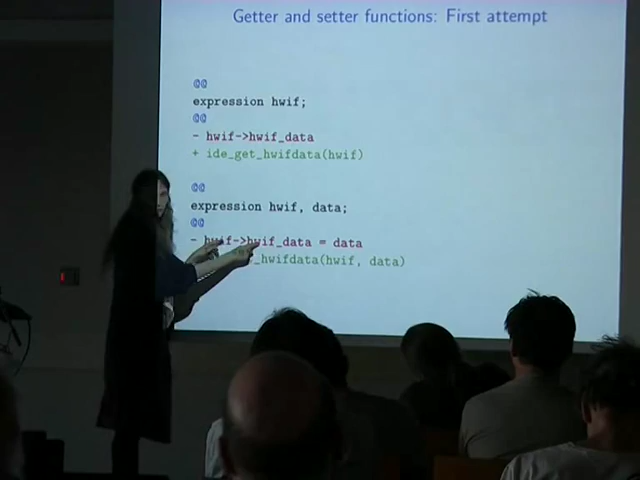 Getter and setter functions: First attempt
@@
expression hwif;
@@
- hwif->hwif_data
+ ide_get_hwifdata(hwif)
@@
expression hwif, data;
@@
- hwif->hwif_data = data
_hwifdata(hwif, data)